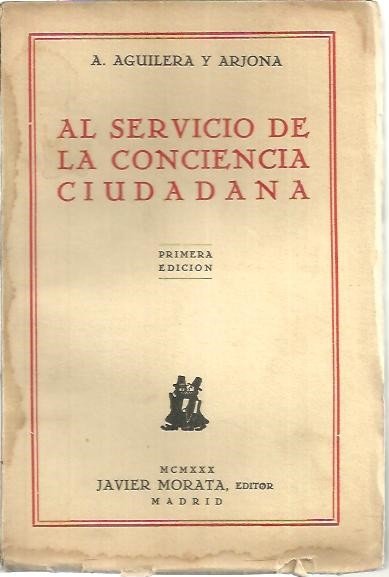 A. AGUILERA Y ARJONA
AL SERVICIO DE
LA CONCIENCIA
CIUDADANA
PRIMERA
EDICION
MCMXXX
JAVIER MORATA, EDITOR
MADRID